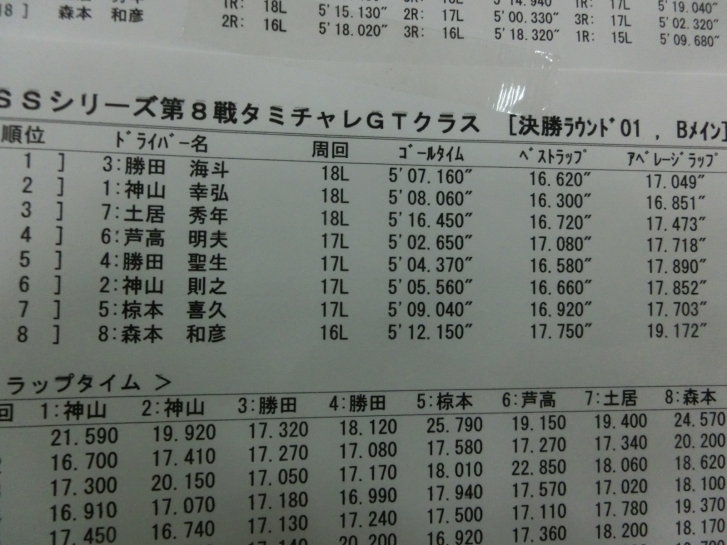 18 ] 森本 和彦 1R: 18L 5'15.130" 2R: 17L 5'00.330" 3R: 17L 5'19.040"
2R: 16L 5'18.020" 3R: 16L 5'18.320" 1R: 15L 5'02.320"
5'09.680"
SSシリーズ第8戦タミチャレGTクラス [決勝ラウンド01 , Bメイン]
順位 ドライバー名 周回 ゴールタイム ベストラップ アベレージラップ
1 ] 3:勝田 海斗 18L 5'07.160" 16.620" 17.049"
2 ] 1:神山 幸弘 18L 5'08.060" 16.300" 16.851"
3 ] 7:土居 秀年 18L 5'16.450" 16.720" 17.473"
4 ] 6:芦高 明夫 17L 5'02.650" 17.080" 17.718"
5 ] 4:勝田 聖生 17L 5'04.370" 16.580" 17.890"
6 ] 2:神山 則之 17L 5'05.560" 16.660" 17.852"
7 ] 5:椋本 喜久 17L 5'09.040" 16.920" 17.703"
8 ] 8:森本 和彦 16L 5'12.150" 17.750" 19.172"
ラップタイム >
回 1:神山 2:神山 3:勝田 4:勝田 5:椋本 6:芦高 7:土居 8:森本
21.590 19.920 17.320 18.120 25.790 19.150 19.400 24.570
16.700 17.410 17.270 17.080 17.580 17.270 17.340 20.200
17.300 20.150 17.050 17.170 18.010 22.850 18.060 18.620
16.910 17.070 17.180 16.990 17.940 17.570 17.020 18.100
17.450 16.740 17.130 17.240 17.500 17.110 17.780 19.370
20.200 16.920 17.360 18.200 18.170